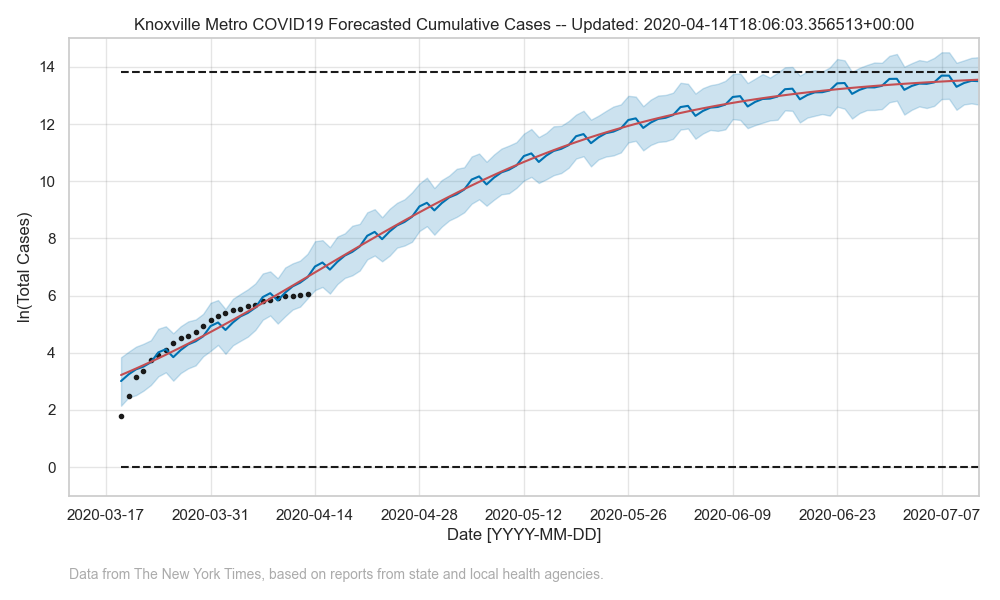 Knoxville Metro COVID19 Forecasted Cumulative Cases -- Updated: 2020-04-14T18:06:03.356513+00:00
ln(Total Cases)
14
12
10
8
6
4
2
0
2020-03-17 2020-03-31 2020-04-14 2020-04-28 2020-05-12 2020-05-26 2020-06-09 2020-06-23 2020-07-07
Date [YYYY-MM-DD]
Data from The New York Times, based on reports from state and local health agencies.